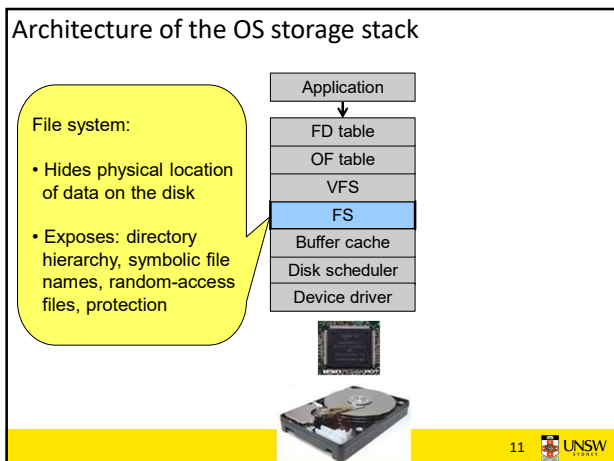 Architecture of the OS storage stack
Application
File system:
• Hides physical location
of data on the disk
• Exposes: directory
hierarchy, symbolic file
names, random-access
files, protection
FD table
OF table
VFS
FS
Buffer cache
Disk scheduler
Device driver
11
UNSW
SYDNEY